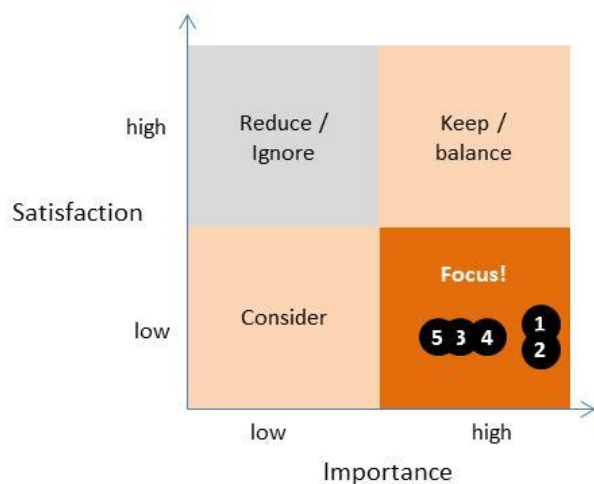 high
Reduce /
Ignore
Keep /
balance
Satisfaction
Focus!
low
Consider
5 3 4
1
2
low
high
Importance